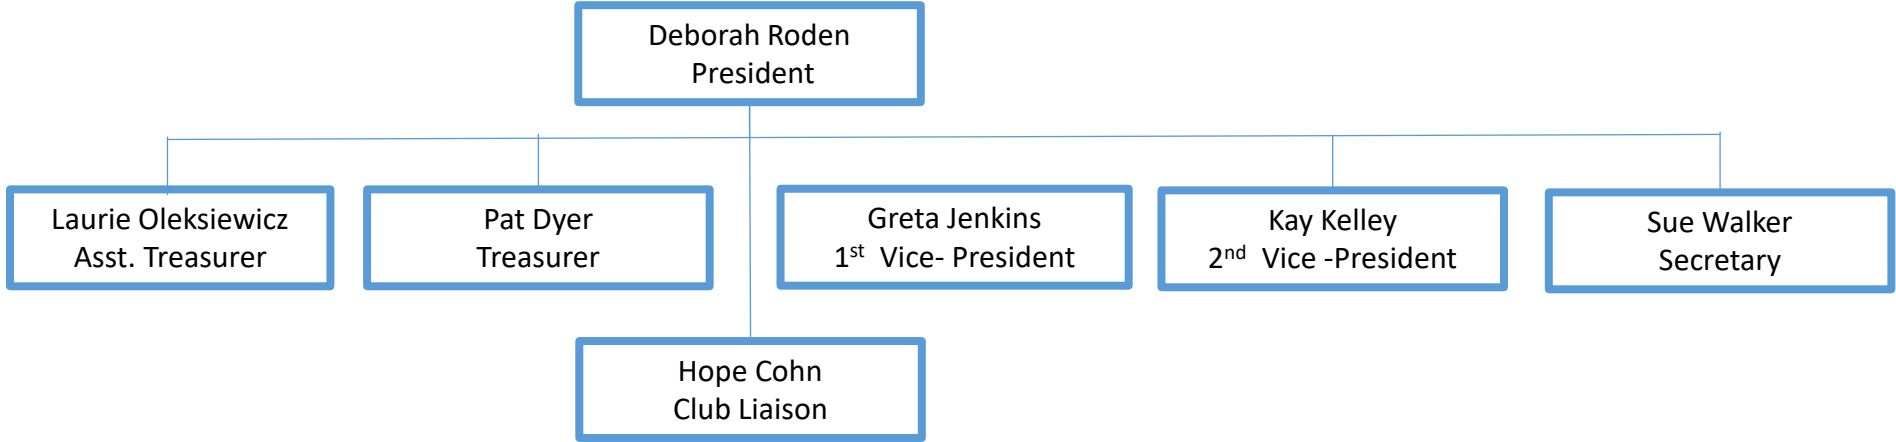 Deborah Roden
President
Laurie Oleksiewicz
Asst. Treasurer
Pat Dyer
Treasurer
Greta Jenkins
1st Vice- President
Kay Kelley
2nd Vice -President
Sue Walker
Secretary
Hope Cohn
Club Liaison